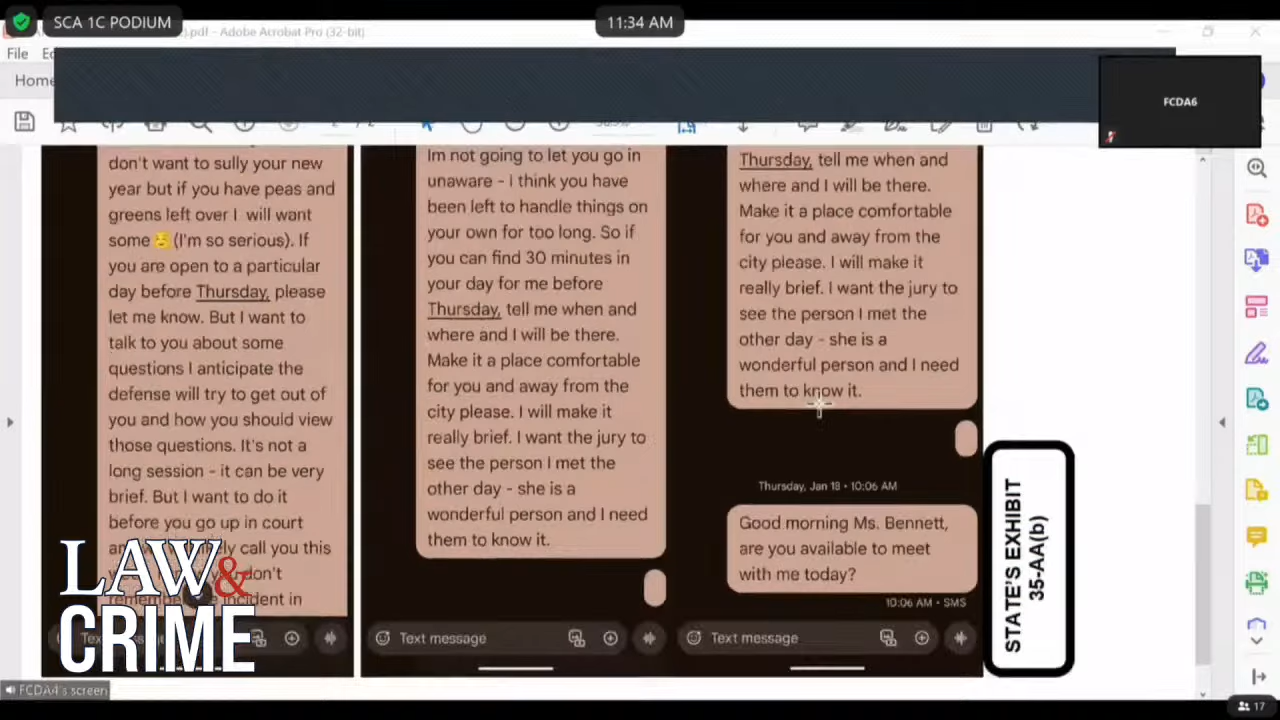 SCA 1C PODIUM
11:34 AM
.pdf - Adobe Acrobat Pro (32-bit)
File
Home
FCDA6
don't want to sully your new
year but if you have peas and
greens left over I will want
some 😏 (I'm so serious). If
you are open to a particular
day before Thursday, please
let me know. But I want to
talk to you about some
questions I anticipate the
defense will try to get out of
you and how you should view
those questions. It's not a
long session - it can be very
brief. But I want to do it
before you go up in court
call you this
don't
incident in
Text message
Im not going to let you go in
unaware - I think you have
been left to handle things on
your own for too long. So if
you can find 30 minutes in
your day for me before
Thursday, tell me when and
where and I will be there.
Make it a place comfortable
for you and away from the
city please. I will make it
really brief. I want the jury to
see the person I met the
other day - she is a
wonderful person and I need
them to know it.
Text message
Thursday, tell me when and
where and I will be there.
Make it a place comfortable
for you and away from the
city please. I will make it
really brief. I want the jury to
see the person I met the
other day - she is a
wonderful person and I need
them to know it.
Thursday, Jan 18 • 10:06 AM
Good morning Ms. Bennett,
are you available to meet
with me today?
10:06 AM • SMS
Text message
STATE'S EXHIBIT
35-AA(b)
LAW&
CRIME
FCDA4's screen
17